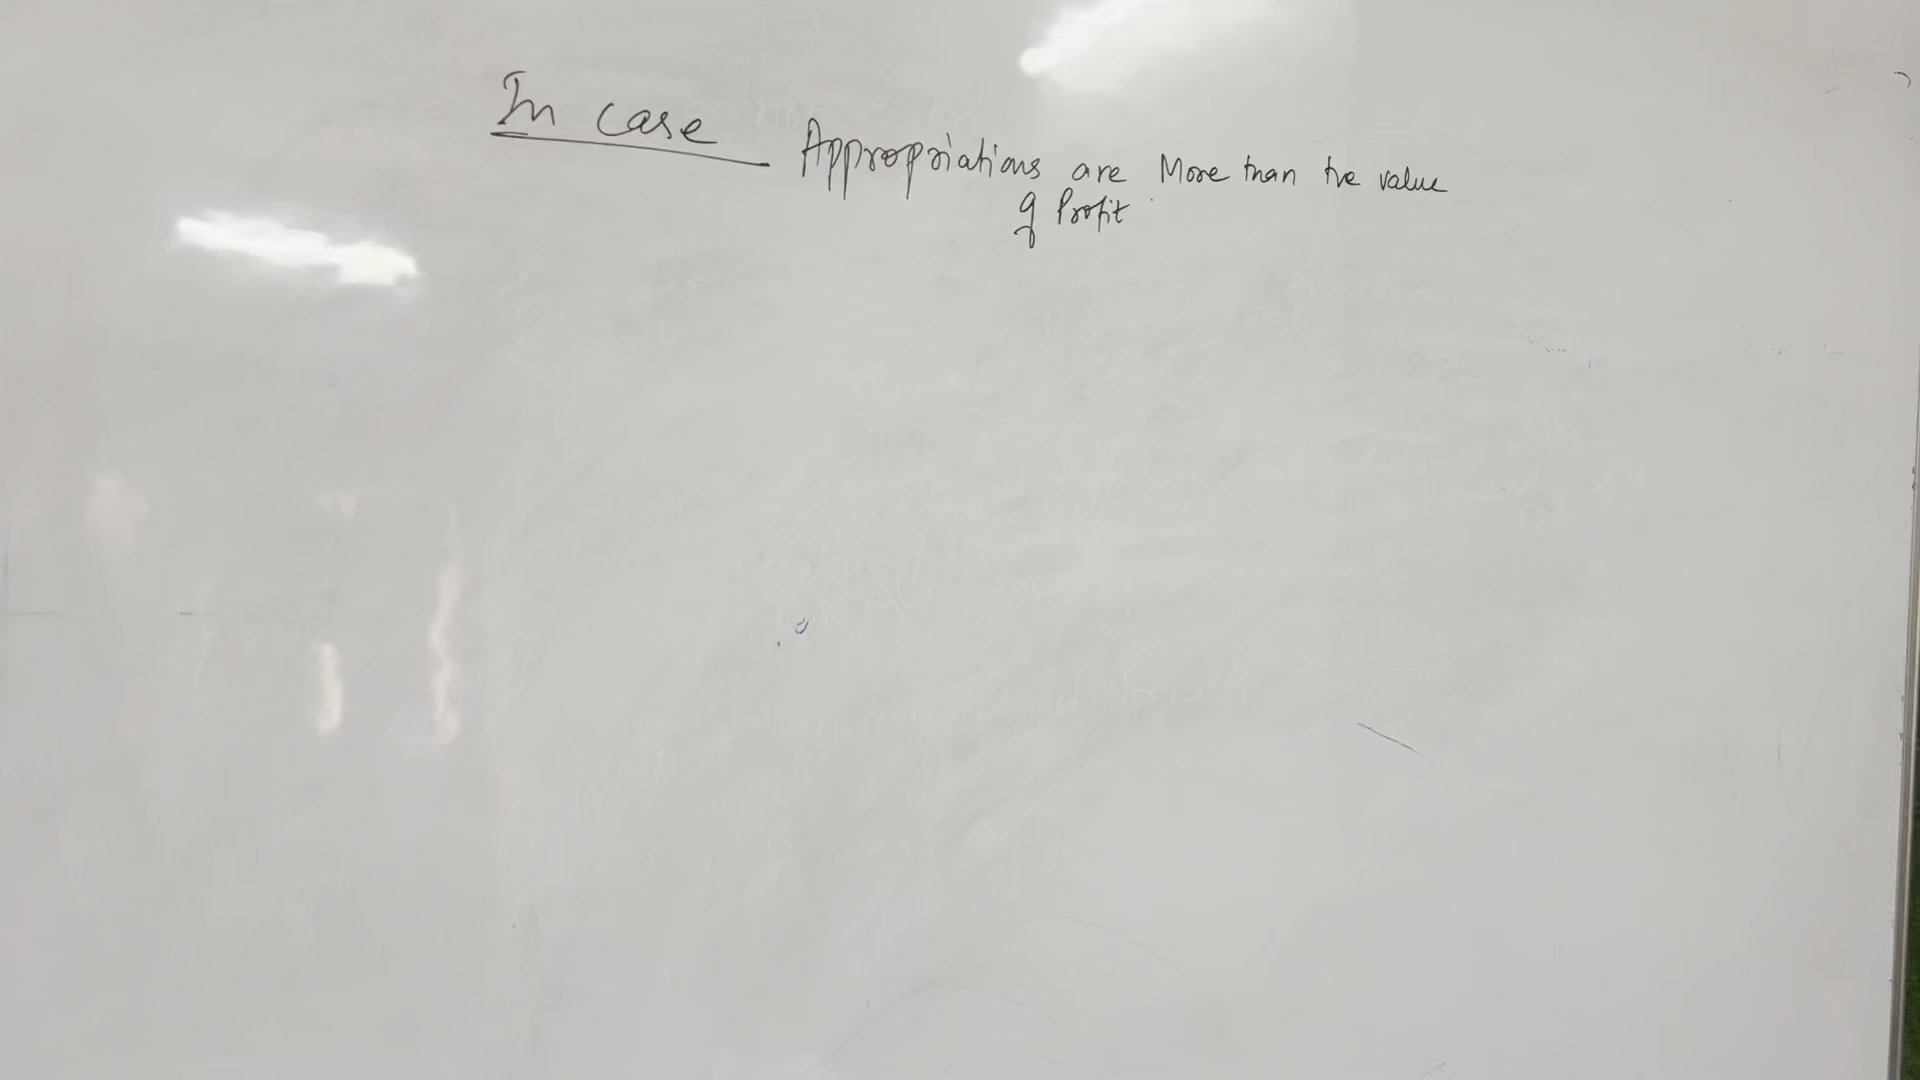 In case Appropriations are More than the value
of Profit